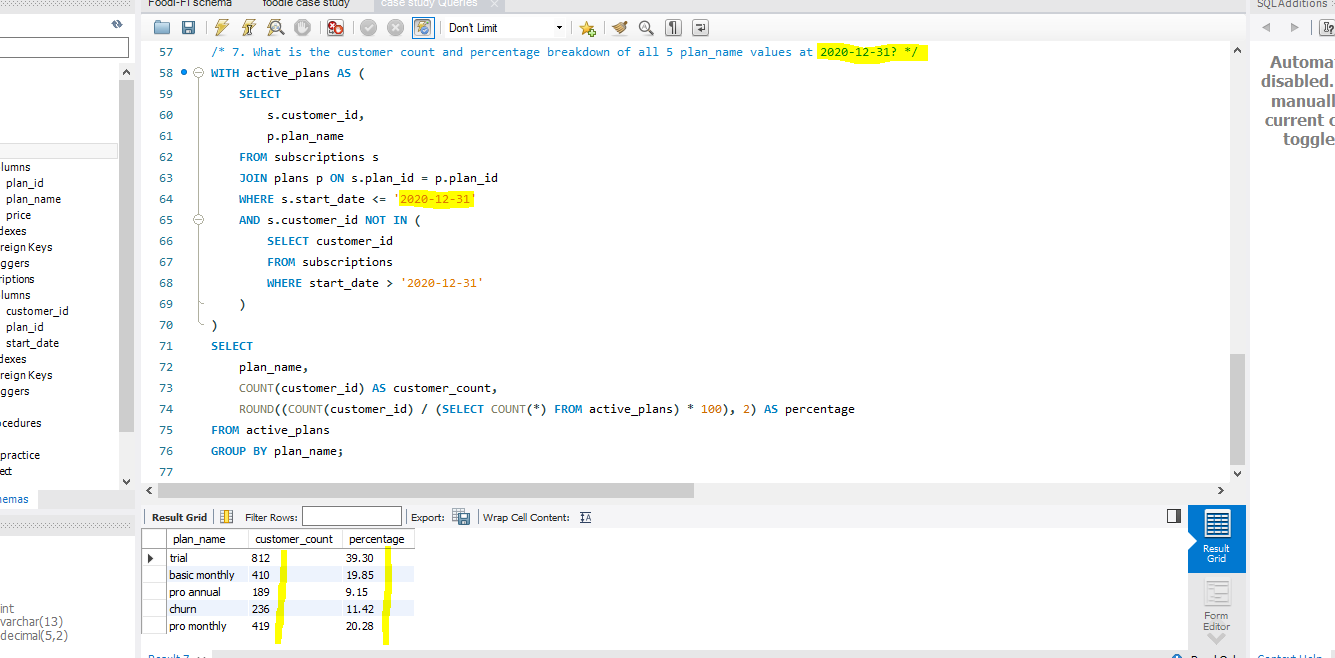 Foodi-Fi schema foodie case study case study Queries
SQLAdditions
Don't Limit
57 /* 7. What is the customer count and percentage breakdown of all 5 plan_name values at 2020-12-31? */
58 WITH active_plans AS (
59 SELECT
60 s.customer_id,
61 p.plan_name
62 FROM subscriptions s
63 JOIN plans p ON s.plan_id = p.plan_id
64 WHERE s.start_date <= '2020-12-31'
65 AND s.customer_id NOT IN (
66 SELECT customer_id
67 FROM subscriptions
68 WHERE start_date > '2020-12-31'
69 )
70 )
71 SELECT
72 plan_name,
73 COUNT(customer_id) AS customer_count,
74 ROUND((COUNT(customer_id) / (SELECT COUNT(*) FROM active_plans) * 100), 2) AS percentage
75 FROM active_plans
76 GROUP BY plan_name;
77
lumns
plan_id
plan_name
price
dexes
reign Keys
ggers
riptions
lumns
customer_id
plan_id
start_date
dexes
reign Keys
ggers
ocedures
practice
ect
emas
int
varchar(13)
decimal(5,2)
Automa
disabled.
manuall
current c
toggle
Result Grid Filter Rows: Export: Wrap Cell Content:
plan_name customer_count percentage
trial 812 39.30
basic monthly 410 19.85
pro annual 189 9.15
churn 236 11.42
pro monthly 419 20.28
Result
Grid
Form
Editor